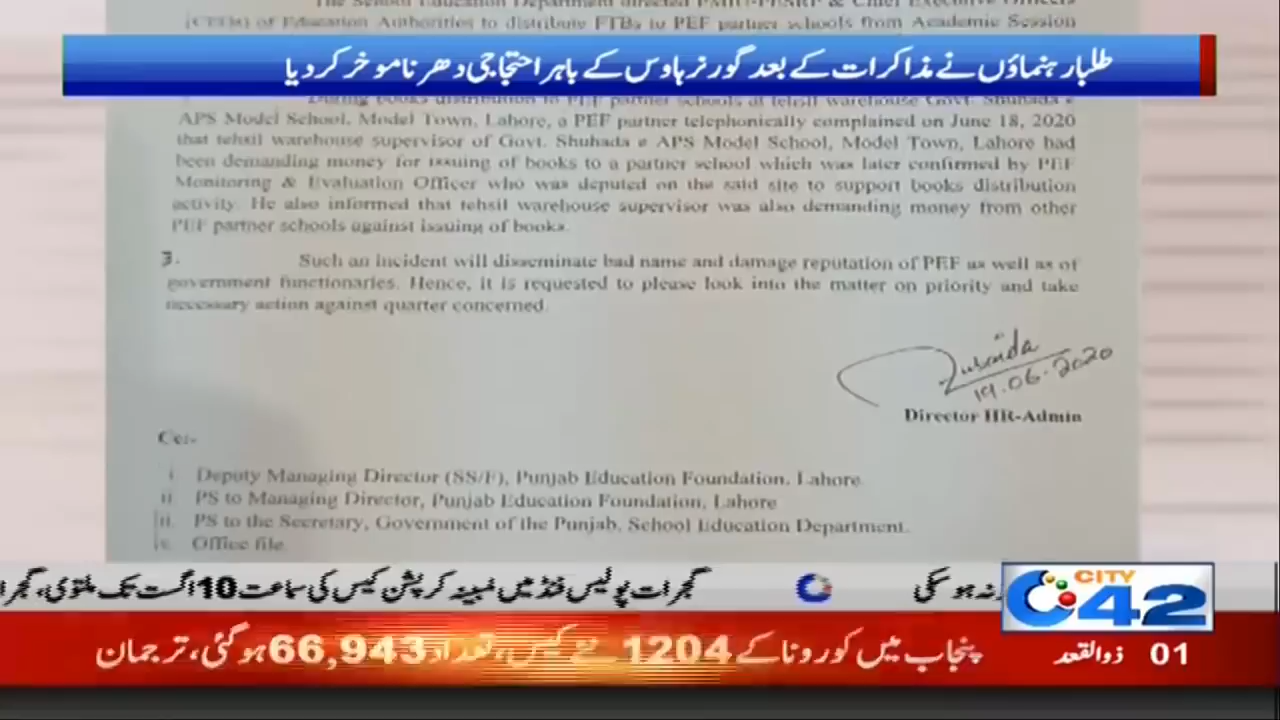 The School Education Department directed PMIU-PESRP & Chief Executive Officers
(CEOs) of Education Authorities to distribute FTBs to PEF partner schools from Academic Session
طلبا رہنماؤں نے مذاکرات کے بعد گورنر ہاوس کے باہر احتجاجی دھرنا موخر کر دیا
During books distribution to PEF partner schools at tehsil warehouse Govt. Shuhada e
APS Model School, Model Town, Lahore, a PEF partner telephonically complained on June 18, 2020
that tehsil warehouse supervisor of Govt. Shuhada e APS Model School, Model Town, Lahore had
been demanding money for issuing of books to a partner school which was later confirmed by PEF
Monitoring & Evaluation Officer who was deputed on the said site to support books distribution
activity. He also informed that tehsil warehouse supervisor was also demanding money from other
PEF partner schools against issuing of books.
3. Such an incident will disseminate bad name and damage reputation of PEF as well as of
government functionaries. Hence, it is requested to please look into the matter on priority and take
necessary action against quarter concerned.
19.06.2020
Director HR-Admin
Cc:-
i. Deputy Managing Director (SS/F), Punjab Education Foundation, Lahore
ii. PS to Managing Director, Punjab Education Foundation, Lahore
iii. PS to the Secretary, Government of the Punjab, School Education Department.
iv. Office file
نہ ہو سکی
گجرات پولیس فنڈ میں مبینہ کرپشن کیس کی سماعت 10 اگست تک ملتوی، گجرا
CITY 42
پنجاب میں کورونا کے 1204 نئے کیس، تعداد 66,943 ہو گئی، ترجمان
01 ذوالقعد